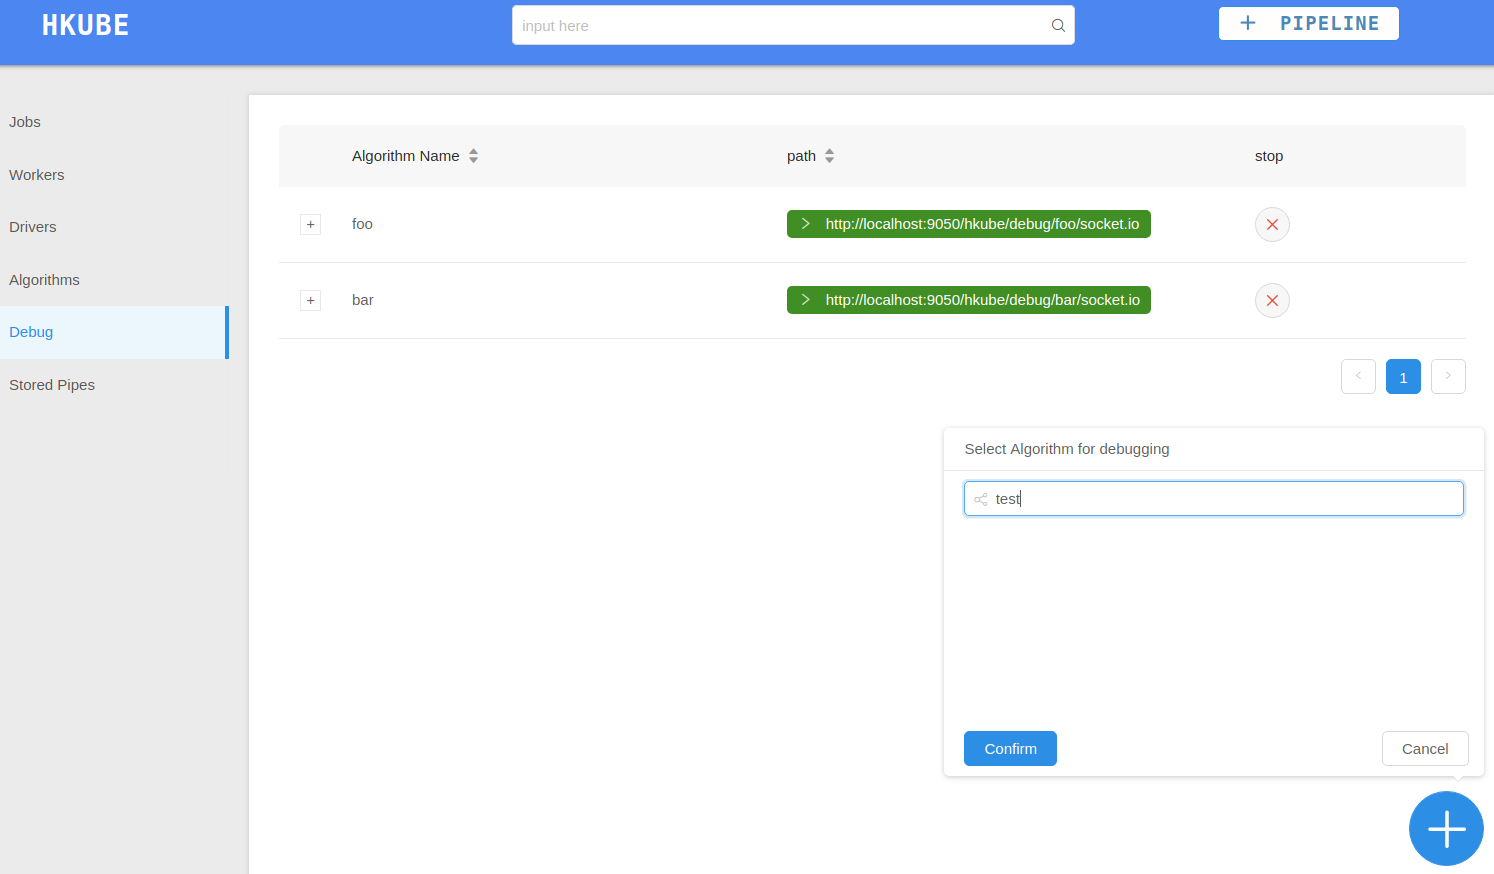 HKUBE
input here
+ PIPELINE
Jobs
Workers
Drivers
Algorithms
Debug
Stored Pipes
Algorithm Name path stop
+ foo http://localhost:9050/hkube/debug/foo/socket.io
+ bar http://localhost:9050/hkube/debug/bar/socket.io
< 1 >
Select Algorithm for debugging
test
Confirm Cancel